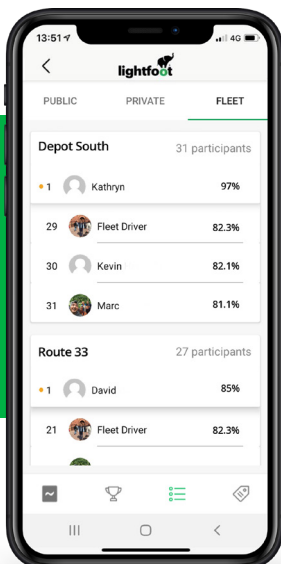 13:51 4G
lightfoot
PUBLIC PRIVATE FLEET
Depot South 31 participants
1 Kathryn 97%
29 Fleet Driver 82.3%
30 Kevin 82.1%
31 Marc 81.1%
Route 33 27 participants
1 David 85%
21 Fleet Driver 82.3%